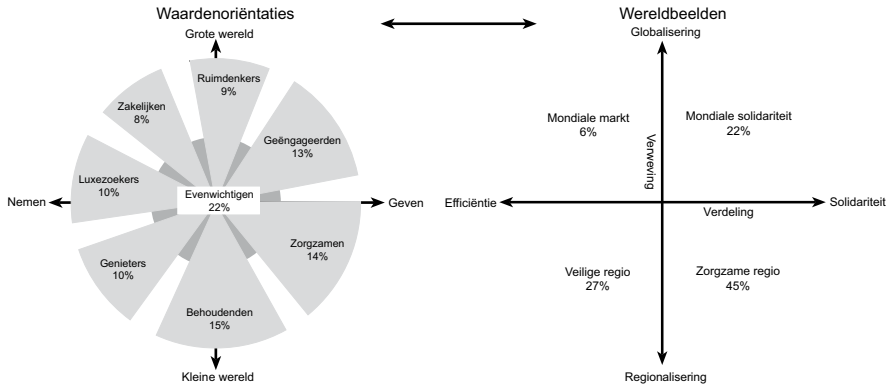 Waardenoriëntaties
Grote wereld
Ruimdenkers
9%
Zakelijken
8%
Geëngageerden
13%
Luxezoekers
10%
Nemen
Evenwichtigen
22%
Geven
Zorgzamen
14%
Genieters
10%
Behoudenden
15%
Kleine wereld
Wereldbeelden
Globalisering
Mondiale markt
6%
Mondiale solidariteit
22%
Verweving
Efficiëntie
Solidariteit
Verdeling
Veilige regio
27%
Zorgzame regio
45%
Regionalisering